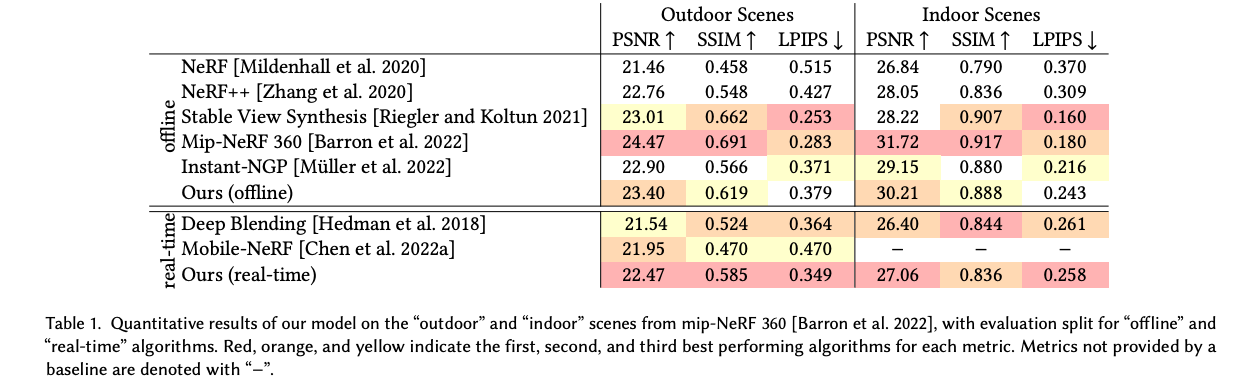 Outdoor Scenes Indoor Scenes
PSNR ↑ SSIM ↑ LPIPS ↓ PSNR ↑ SSIM ↑ LPIPS ↓
offline
NeRF [Mildenhall et al. 2020] 21.46 0.458 0.515 26.84 0.790 0.370
NeRF++ [Zhang et al. 2020] 22.76 0.548 0.427 28.05 0.836 0.309
Stable View Synthesis [Riegler and Koltun 2021] 23.01 0.662 0.253 28.22 0.907 0.160
Mip-NeRF 360 [Barron et al. 2022] 24.47 0.691 0.283 31.72 0.917 0.180
Instant-NGP [Müller et al. 2022] 22.90 0.566 0.371 29.15 0.880 0.216
Ours (offline) 23.40 0.619 0.379 30.21 0.888 0.243
real-time
Deep Blending [Hedman et al. 2018] 21.54 0.524 0.364 26.40 0.844 0.261
Mobile-NeRF [Chen et al. 2022a] 21.95 0.470 0.470 – – –
Ours (real-time) 22.47 0.585 0.349 27.06 0.836 0.258
Table 1. Quantitative results of our model on the “outdoor” and “indoor” scenes from mip-NeRF 360 [Barron et al. 2022], with evaluation split for “offline” and
“real-time” algorithms. Red, orange, and yellow indicate the first, second, and third best performing algorithms for each metric. Metrics not provided by a
baseline are denoted with “–”.